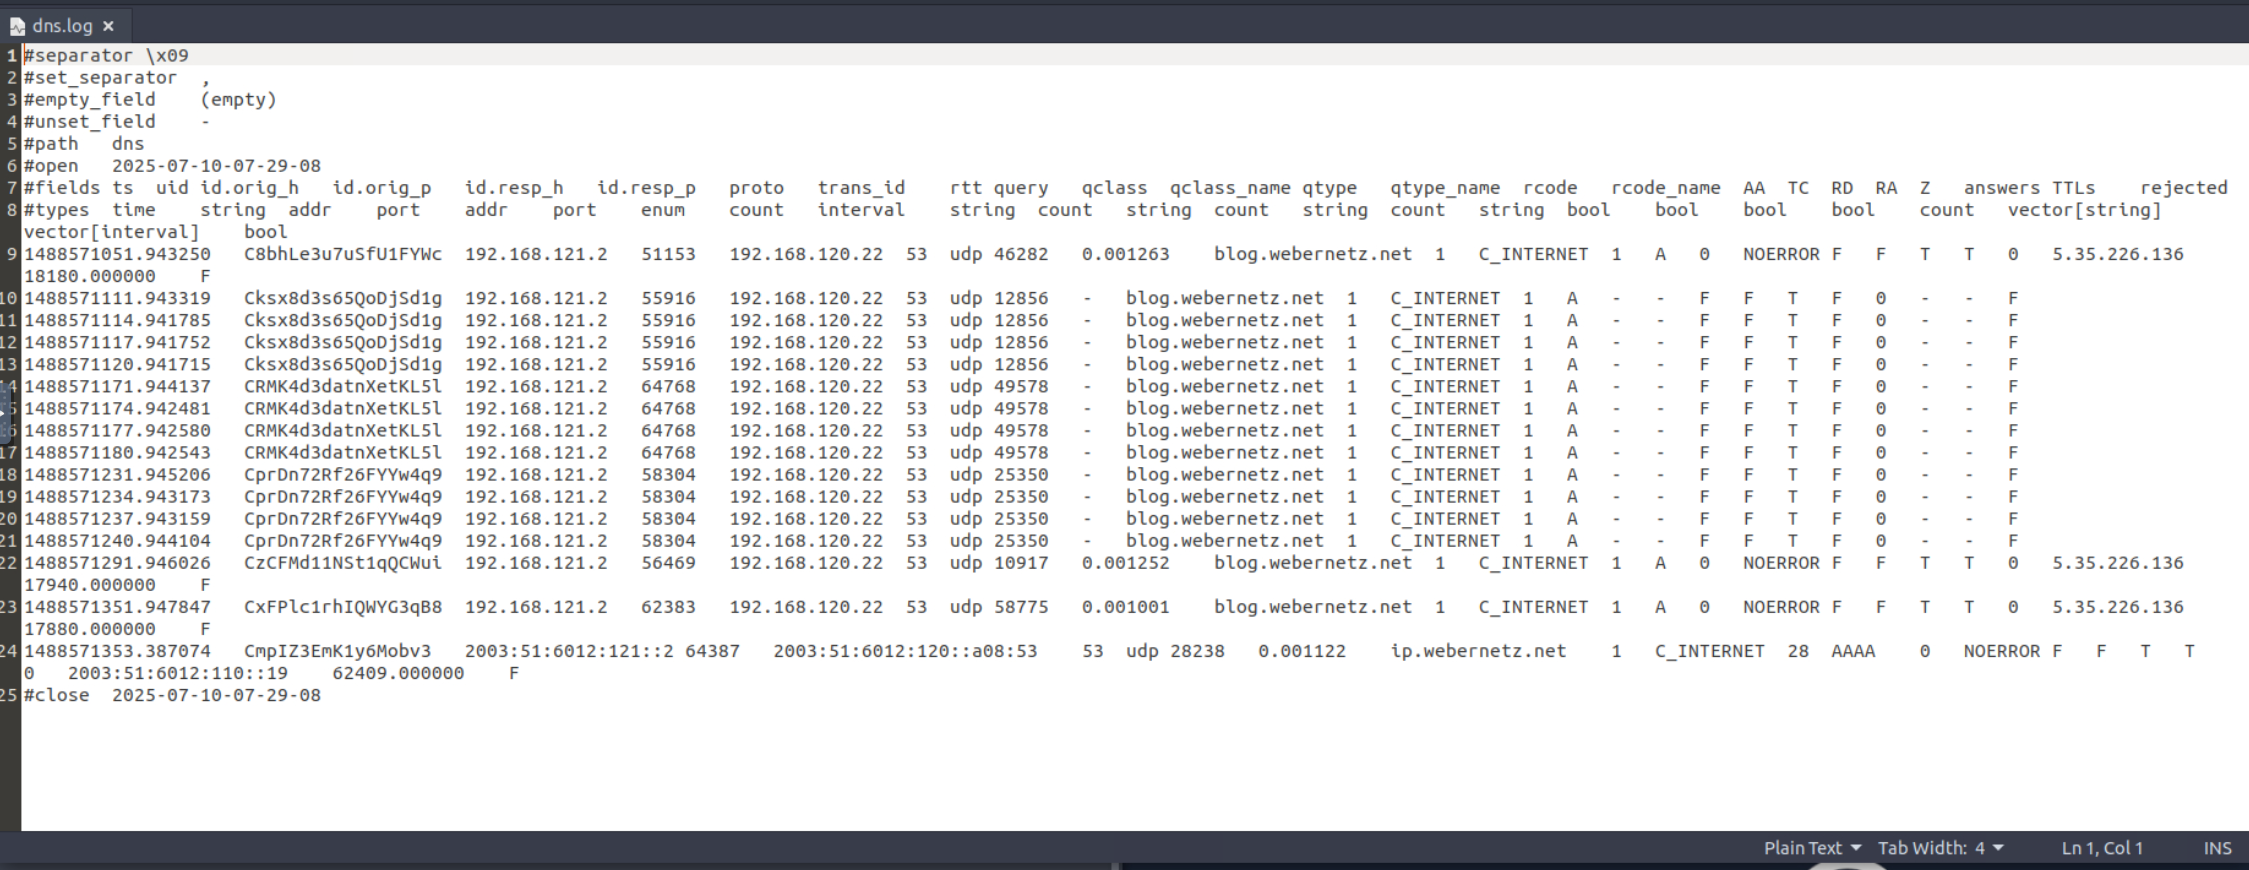 dns.log ×
1 #separator \x09
2 #set_separator ,
3 #empty_field (empty)
4 #unset_field -
5 #path dns
6 #open 2025-07-10-07-29-08
7 #fields ts uid id.orig_h id.orig_p id.resp_h id.resp_p proto trans_id rtt query qclass qclass_name qtype qtype_name rcode rcode_name AA TC RD RA Z answers TTLs rejected
8 #types time string addr port addr port enum count interval string count string count string count string bool bool bool bool count vector[string]
vector[interval] bool
9 1488571051.943250 C8bhLe3u7uSfU1FYWc 192.168.121.2 51153 192.168.120.22 53 udp 46282 0.001263 blog.webernetz.net 1 C_INTERNET 1 A 0 NOERROR F F T T 0 5.35.226.136
18180.000000 F
10 1488571111.943319 Cksx8d3s65QoDjSd1g 192.168.121.2 55916 192.168.120.22 53 udp 12856 - blog.webernetz.net 1 C_INTERNET 1 A - - F F T F 0 - - F
11 1488571114.941785 Cksx8d3s65QoDjSd1g 192.168.121.2 55916 192.168.120.22 53 udp 12856 - blog.webernetz.net 1 C_INTERNET 1 A - - F F T F 0 - - F
12 1488571117.941752 Cksx8d3s65QoDjSd1g 192.168.121.2 55916 192.168.120.22 53 udp 12856 - blog.webernetz.net 1 C_INTERNET 1 A - - F F T F 0 - - F
13 1488571120.941715 Cksx8d3s65QoDjSd1g 192.168.121.2 55916 192.168.120.22 53 udp 12856 - blog.webernetz.net 1 C_INTERNET 1 A - - F F T F 0 - - F
14 1488571171.944137 CRMK4d3datnXetKL5l 192.168.121.2 64768 192.168.120.22 53 udp 49578 - blog.webernetz.net 1 C_INTERNET 1 A - - F F T F 0 - - F
15 1488571174.942481 CRMK4d3datnXetKL5l 192.168.121.2 64768 192.168.120.22 53 udp 49578 - blog.webernetz.net 1 C_INTERNET 1 A - - F F T F 0 - - F
16 1488571177.942580 CRMK4d3datnXetKL5l 192.168.121.2 64768 192.168.120.22 53 udp 49578 - blog.webernetz.net 1 C_INTERNET 1 A - - F F T F 0 - - F
17 1488571180.942543 CRMK4d3datnXetKL5l 192.168.121.2 64768 192.168.120.22 53 udp 49578 - blog.webernetz.net 1 C_INTERNET 1 A - - F F T F 0 - - F
18 1488571231.945206 CprDn72Rf26FYYw4q9 192.168.121.2 58304 192.168.120.22 53 udp 25350 - blog.webernetz.net 1 C_INTERNET 1 A - - F F T F 0 - - F
19 1488571234.943173 CprDn72Rf26FYYw4q9 192.168.121.2 58304 192.168.120.22 53 udp 25350 - blog.webernetz.net 1 C_INTERNET 1 A - - F F T F 0 - - F
20 1488571237.943159 CprDn72Rf26FYYw4q9 192.168.121.2 58304 192.168.120.22 53 udp 25350 - blog.webernetz.net 1 C_INTERNET 1 A - - F F T F 0 - - F
21 1488571240.944104 CprDn72Rf26FYYw4q9 192.168.121.2 58304 192.168.120.22 53 udp 25350 - blog.webernetz.net 1 C_INTERNET 1 A - - F F T F 0 - - F
22 1488571291.946026 CzCFMd11NSt1qQCWui 192.168.121.2 56469 192.168.120.22 53 udp 10917 0.001252 blog.webernetz.net 1 C_INTERNET 1 A 0 NOERROR F F T T 0 5.35.226.136
17940.000000 F
23 1488571351.947847 CxFPlc1rhIQWYG3qB8 192.168.121.2 62383 192.168.120.22 53 udp 58775 0.001001 blog.webernetz.net 1 C_INTERNET 1 A 0 NOERROR F F T T 0 5.35.226.136
17880.000000 F
24 1488571353.387074 CmpIZ3EmK1y6Mobv3 2003:51:6012:121::2 64387 2003:51:6012:120::a08:53 53 udp 28238 0.001122 ip.webernetz.net 1 C_INTERNET 28 AAAA 0 NOERROR F F T T
0 2003:51:6012:110::19 62409.000000 F
25 #close 2025-07-10-07-29-08
Plain Text Tab Width: 4 Ln 1, Col 1 INS